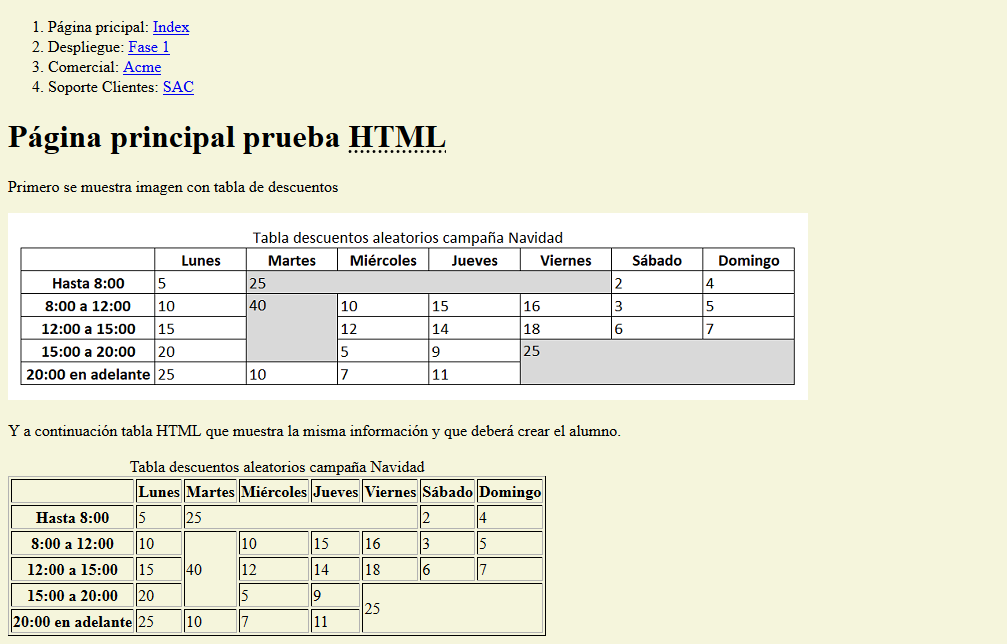 1. Página pricipal: Index
2. Despliegue: Fase 1
3. Comercial: Acme
4. Soporte Clientes: SAC
Página principal prueba HTML
Primero se muestra imagen con tabla de descuentos
Tabla descuentos aleatorios campaña Navidad
Lunes Martes Miércoles Jueves Viernes Sábado Domingo
Hasta 8:00 5 25 2 4
8:00 a 12:00 10 40 10 15 16 3 5
12:00 a 15:00 15 12 14 18 6 7
15:00 a 20:00 20 5 9 25
20:00 en adelante 25 10 7 11
Y a continuación tabla HTML que muestra la misma información y que deberá crear el alumno.
Tabla descuentos aleatorios campaña Navidad
Lunes Martes Miércoles Jueves Viernes Sábado Domingo
Hasta 8:00 5 25 2 4
8:00 a 12:00 10 10 15 16 3 5
12:00 a 15:00 15 40 12 14 18 6 7
15:00 a 20:00 20 5 9 25
20:00 en adelante 25 10 7 11